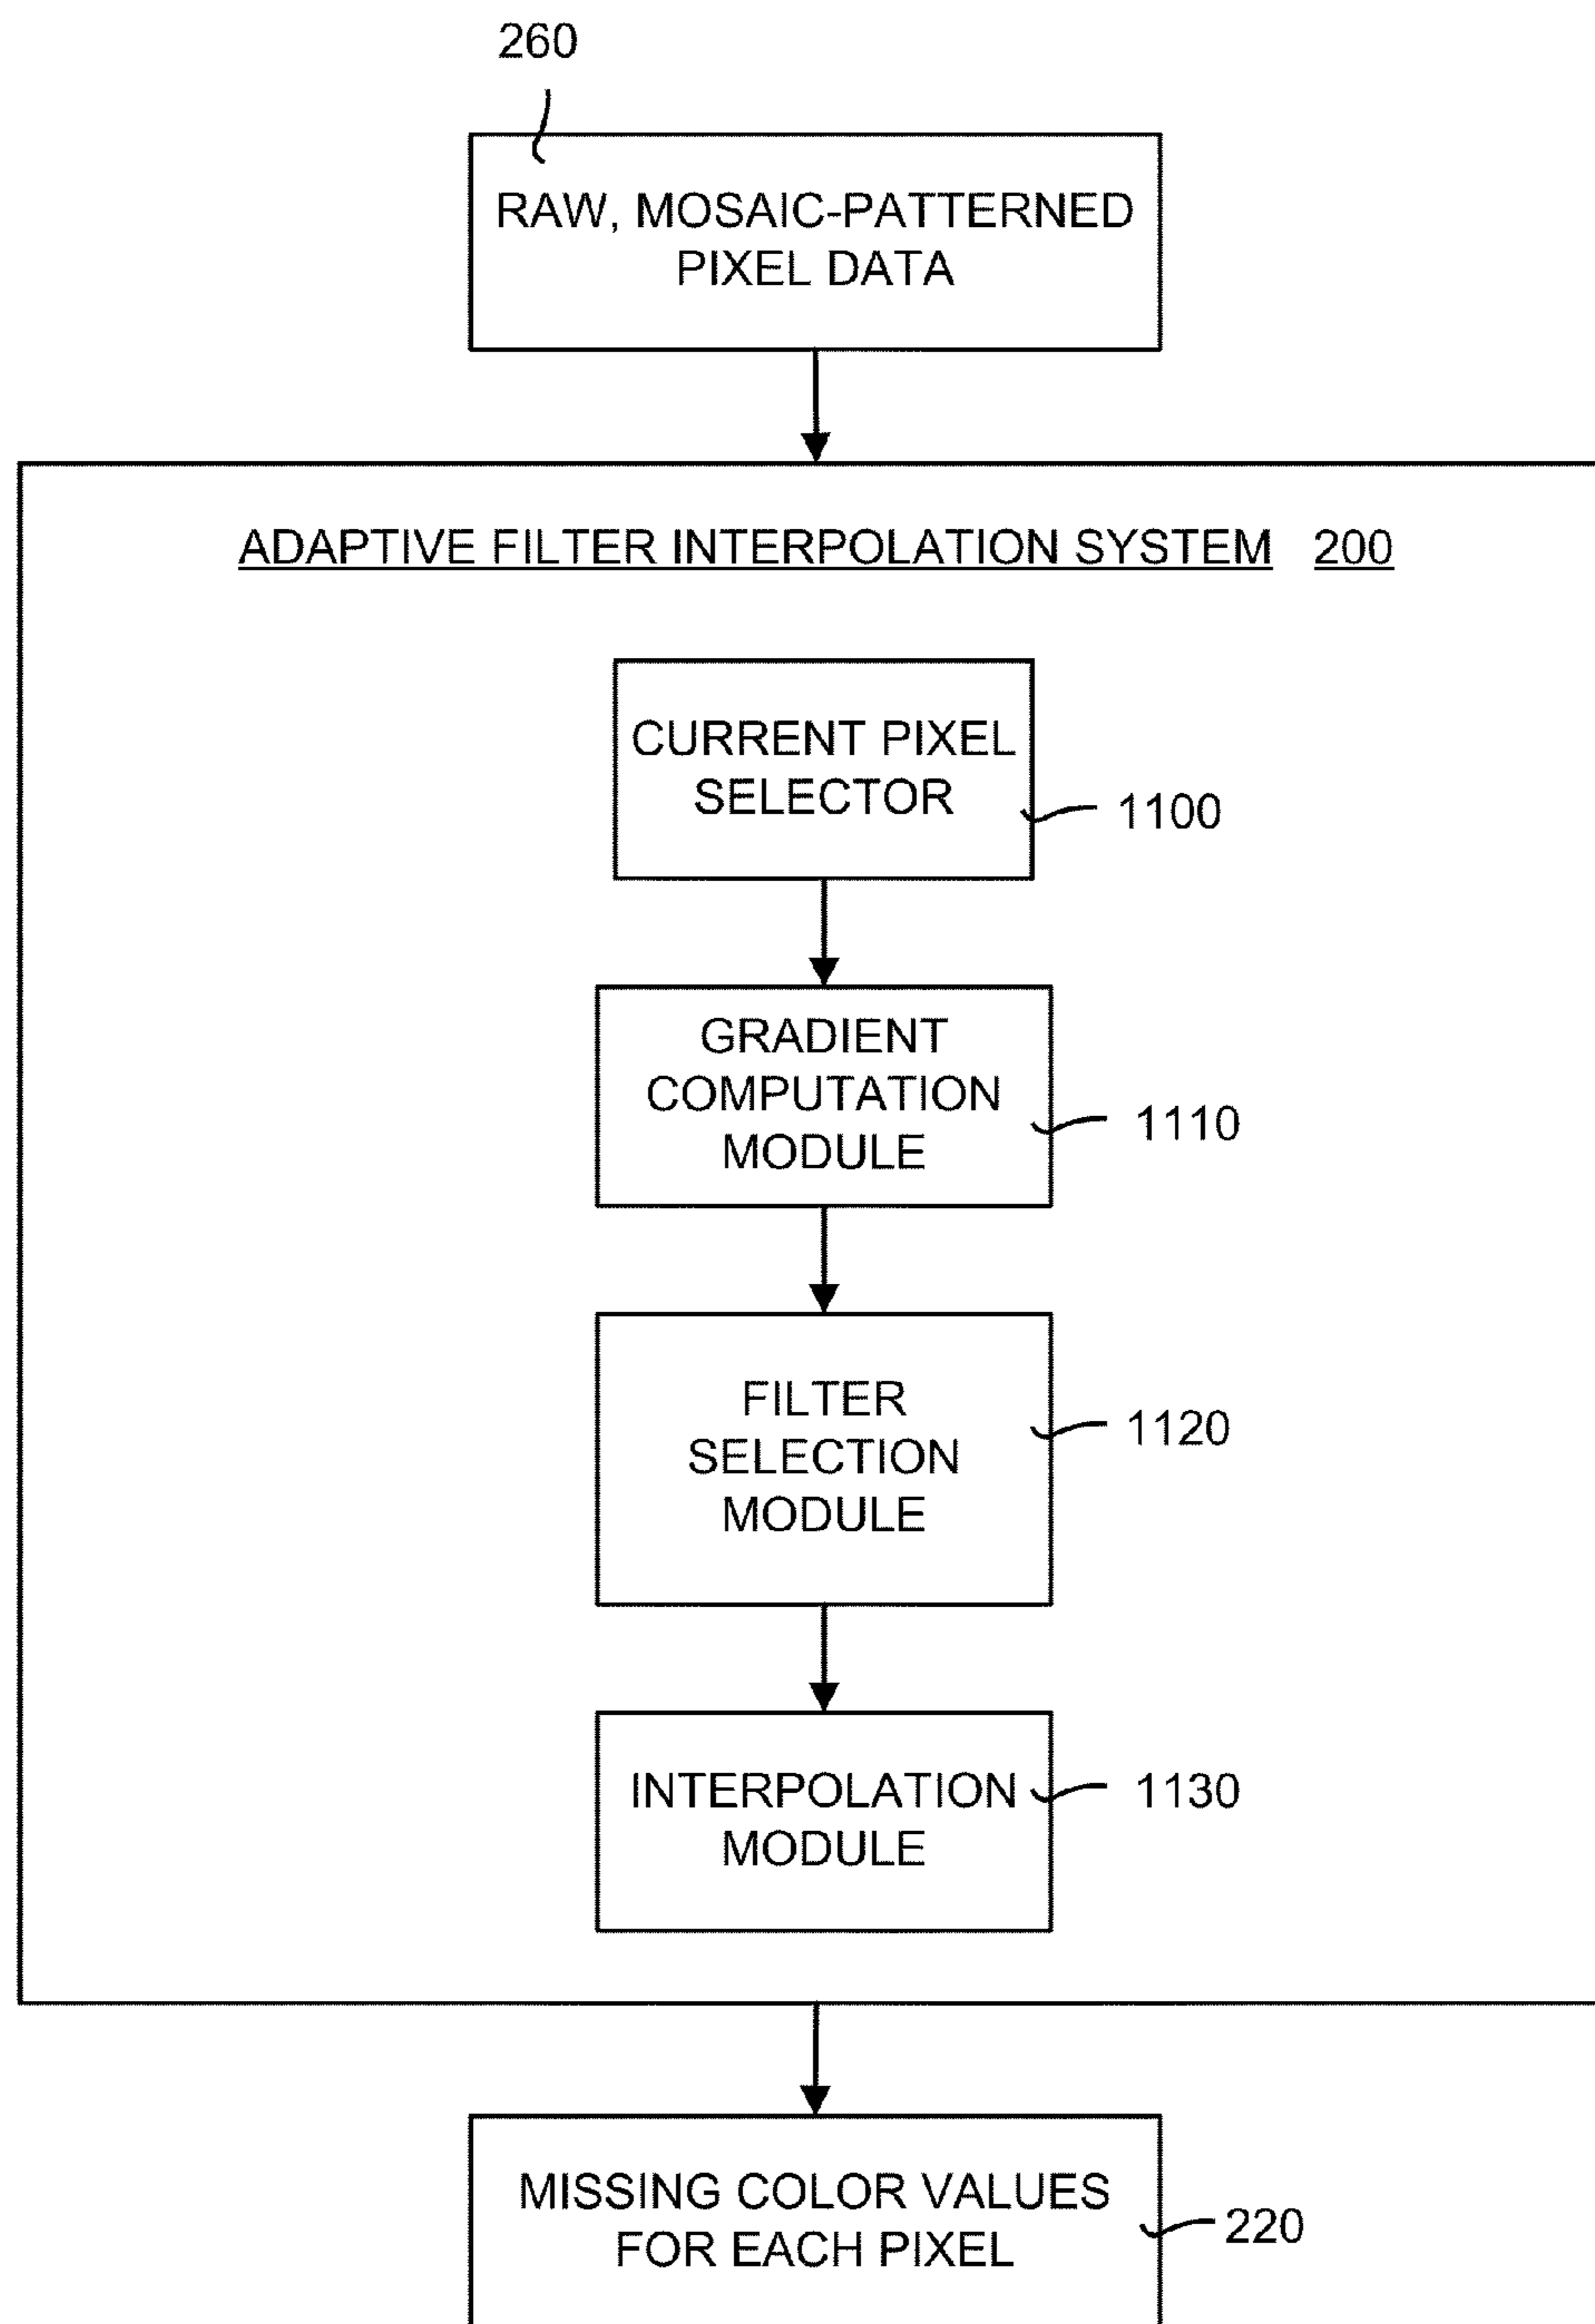 260
RAW, MOSAIC-PATTERNED
PIXEL DATA
ADAPTIVE FILTER INTERPOLATION SYSTEM 200
CURRENT PIXEL
SELECTOR
1100
GRADIENT
COMPUTATION
MODULE
1110
FILTER
SELECTION
MODULE
1120
INTERPOLATION
MODULE
1130
MISSING COLOR VALUES
FOR EACH PIXEL
220